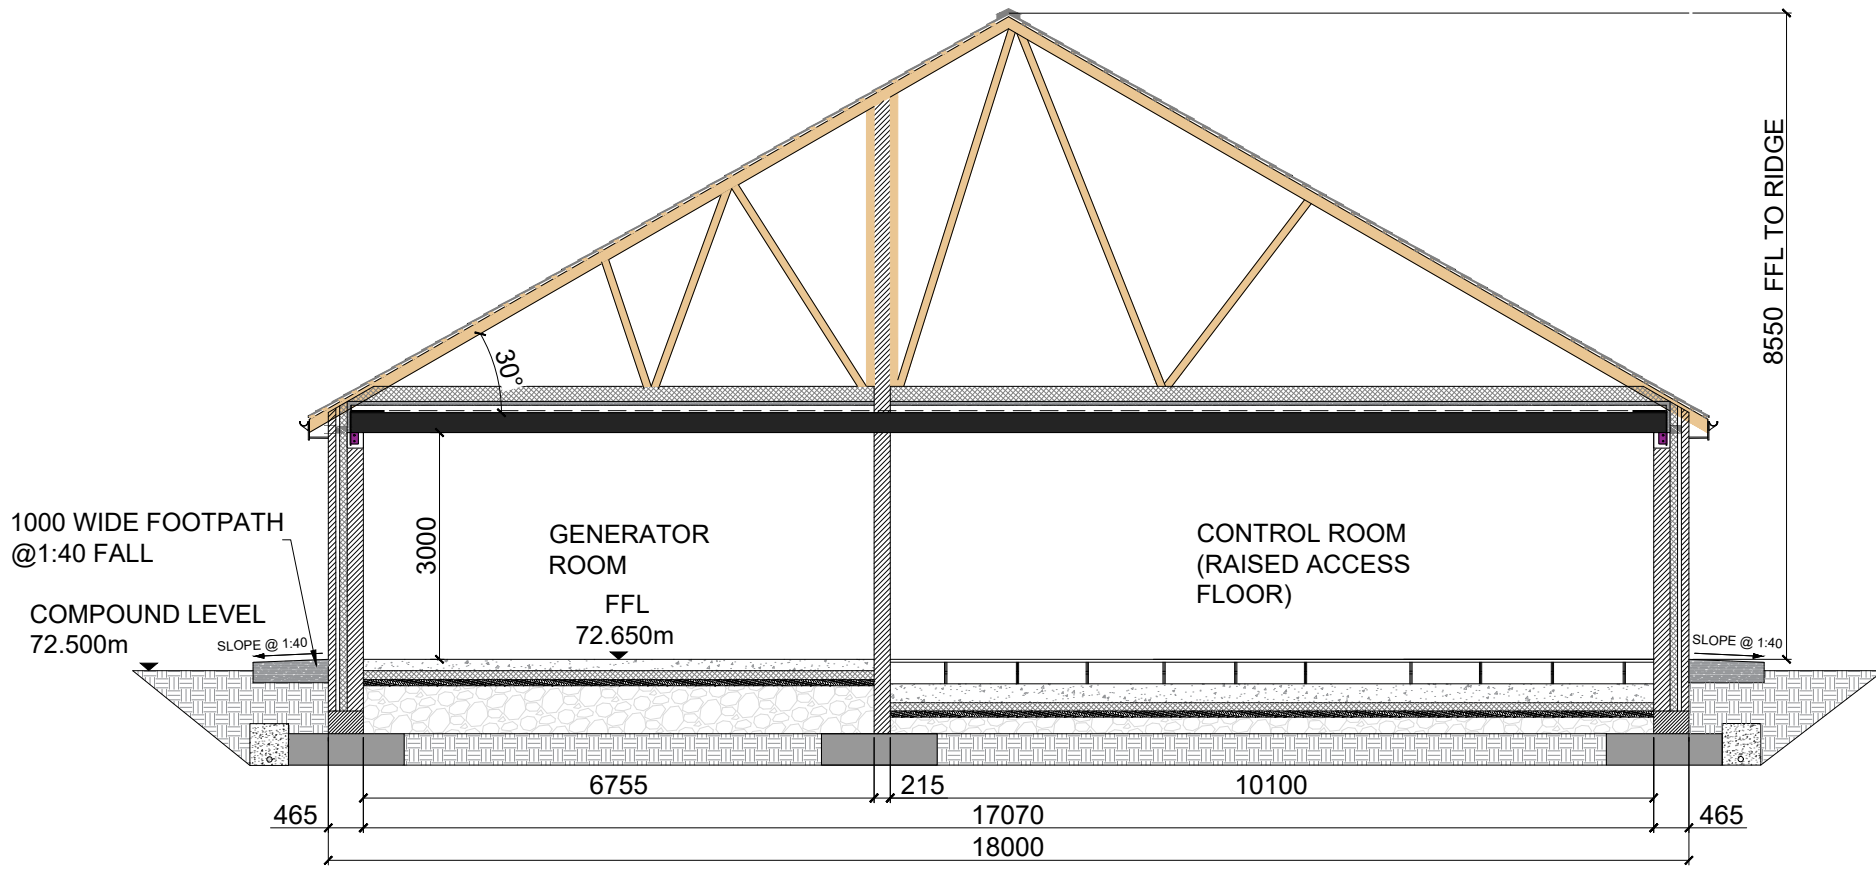 8550 FFL TO RIDGE
30°
3000
1000 WIDE FOOTPATH
@1:40 FALL
COMPOUND LEVEL
72.500m
SLOPE @ 1:40
GENERATOR
ROOM
FFL
72.650m
CONTROL ROOM
(RAISED ACCESS
FLOOR)
SLOPE @ 1:40
6755
215
10100
465
17070
465
18000